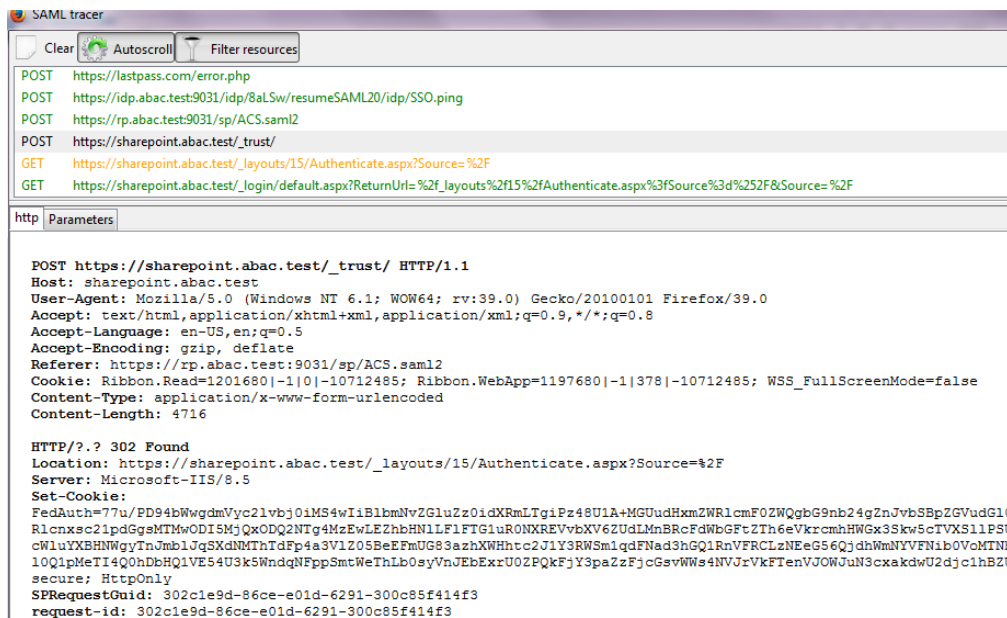 SAML tracer
Clear Autoscroll Filter resources
POST https://lastpass.com/error.php
POST https://idp.abac.test:9031/idp/8aLSw/resumeSAML20/idp/SSO.ping
POST https://rp.abac.test:9031/sp/ACS.saml2
POST https://sharepoint.abac.test/_trust/
GET https://sharepoint.abac.test/_layouts/15/Authenticate.aspx?Source=%2F
GET https://sharepoint.abac.test/_login/default.aspx?ReturnUrl=%2f_layouts%2f15%2fAuthenticate.aspx%3fSource%3d%252F&Source=%2F
http Parameters
POST https://sharepoint.abac.test/_trust/ HTTP/1.1
Host: sharepoint.abac.test
User-Agent: Mozilla/5.0 (Windows NT 6.1; WOW64; rv:39.0) Gecko/20100101 Firefox/39.0
Accept: text/html,application/xhtml+xml,application/xml;q=0.9,*/*;q=0.8
Accept-Language: en-US,en;q=0.5
Accept-Encoding: gzip, deflate
Referer: https://rp.abac.test:9031/sp/ACS.saml2
Cookie: Ribbon.Read=1201680|-1|0|-10712485; Ribbon.WebApp=1197680|-1|378|-10712485; WSS_FullScreenMode=false
Content-Type: application/x-www-form-urlencoded
Content-Length: 4716
HTTP/?.? 302 Found
Location: https://sharepoint.abac.test/_layouts/15/Authenticate.aspx?Source=%2F
Server: Microsoft-IIS/8.5
Set-Cookie:
secure; HttpOnly
SPRequestGuid: 302c1e9d-86ce-e01d-6291-300c85f414f3
request-id: 302c1e9d-86ce-e01d-6291-300c85f414f3